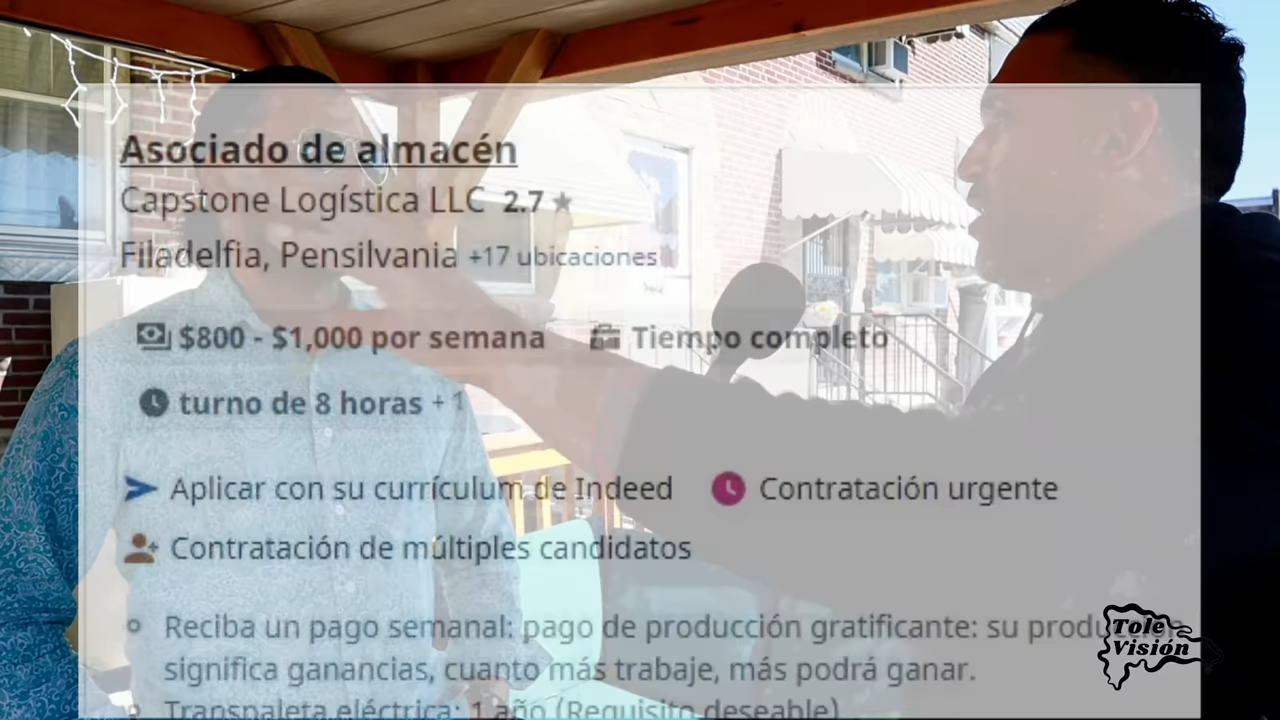 Asociado de almacén
Capstone Logística LLC 2.7 ★
Filadelfia, Pensilvania +17 ubicaciones
$800 - $1,000 por semana Tiempo completo
turno de 8 horas + 1
Aplicar con su currículum de Indeed Contratación urgente
Contratación de múltiples candidatos
Reciba un pago semanal: pago de producción gratificante: su
significa ganancias, cuanto más trabaje, más podrá ganar.
Transpaleta eléctrica: 1 año (Requisito deseable)
Tole
Visión